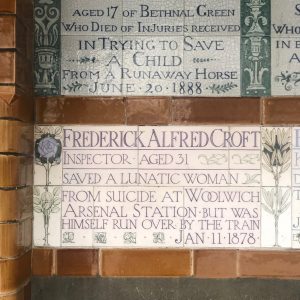 AGED 17 OF BETHNAL GREEN
WHO DIED OF INJURIES RECEIVED
IN TRYING TO SAVE
A CHILD
FROM A RUNAWAY HORSE
JUNE · 20 · 1888 ·
FREDERICK ALFRED CROFT
INSPECTOR · AGED 31
SAVED A LUNATIC WOMAN
FROM SUICIDE AT WOOLWICH
ARSENAL STATION · BUT WAS
HIMSELF RUN OVER BY THE TRAIN
JAN · 11 · 1878 ·